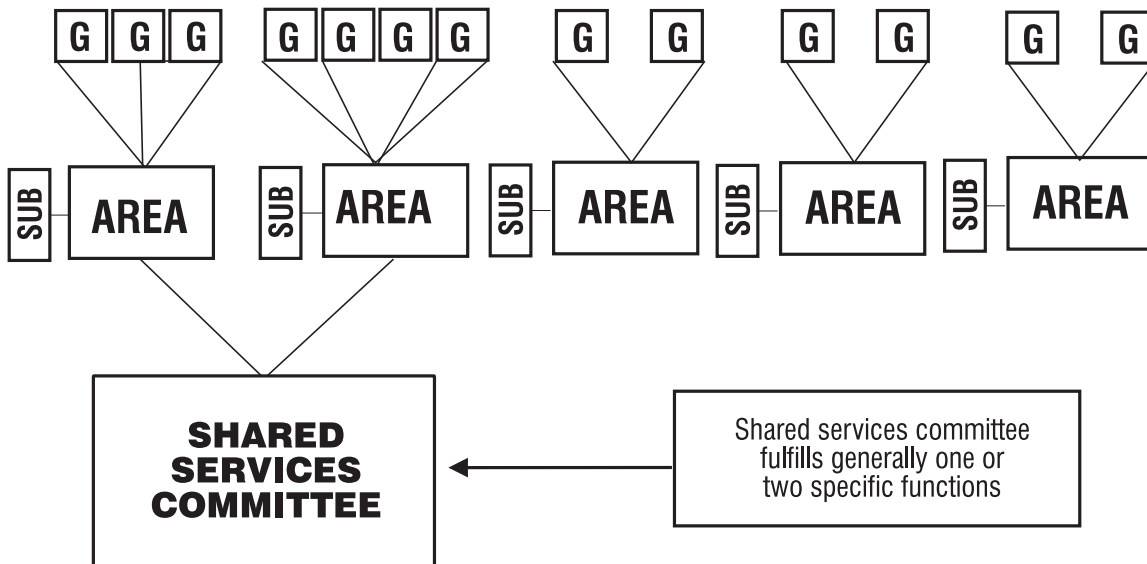 G G G G G G G G G G G G G
SUB AREA SUB AREA SUB AREA SUB AREA SUB AREA
SHARED
SERVICES
COMMITTEE
Shared services committee
fulfills generally one or
two specific functions